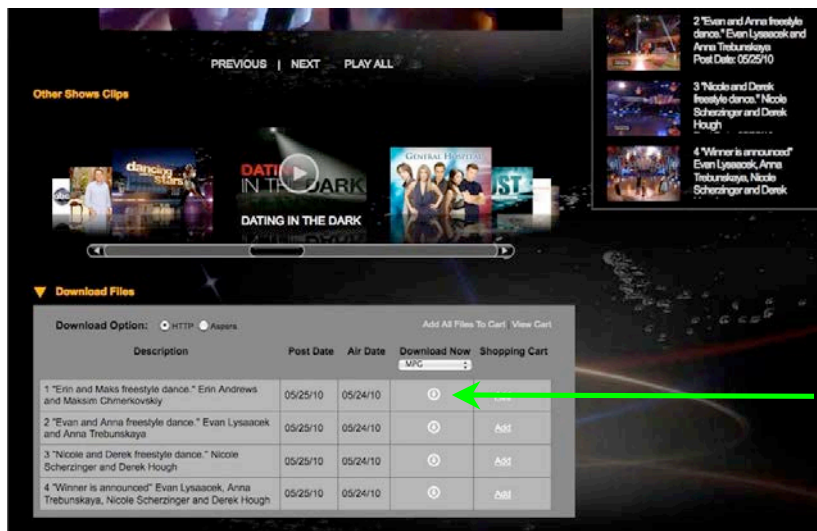 2 "Evan and Anna freestyle
dance." Evan Lysaacek and
Anna Trebunskaya
Post Date: 05/25/10
PREVIOUS | NEXT PLAY ALL
Other Shows Clips
3 "Nicole and Derek
freestyle dance." Nicole
Scherzinger and Derek
Hough
4 "Winner is announced"
Evan Lysaacek, Anna
Trebunskaya, Nicole
Scherzinger and Derek
abc
dancing
stars
DATING
IN THE DARK
GENERAL HOSPITAL
DATING IN THE DARK
Download Files
Download Option: HTTP Aspera
Add All Files To Cart | View Cart
Description Post Date Air Date Download Now Shopping Cart
MPG
1 "Erin and Maks freestyle dance." Erin Andrews
and Maksim Chmerkovskiy
05/25/10 05/24/10
2 "Evan and Anna freestyle dance." Evan Lysaacek
and Anna Trebunskaya
05/25/10 05/24/10 Add
3 "Nicole and Derek freestyle dance." Nicole
Scherzinger and Derek Hough
05/25/10 05/24/10 Add
4 "Winner is announced" Evan Lysaacek, Anna
Trebunskaya, Nicole Scherzinger and Derek Hough
05/25/10 05/24/10 Add